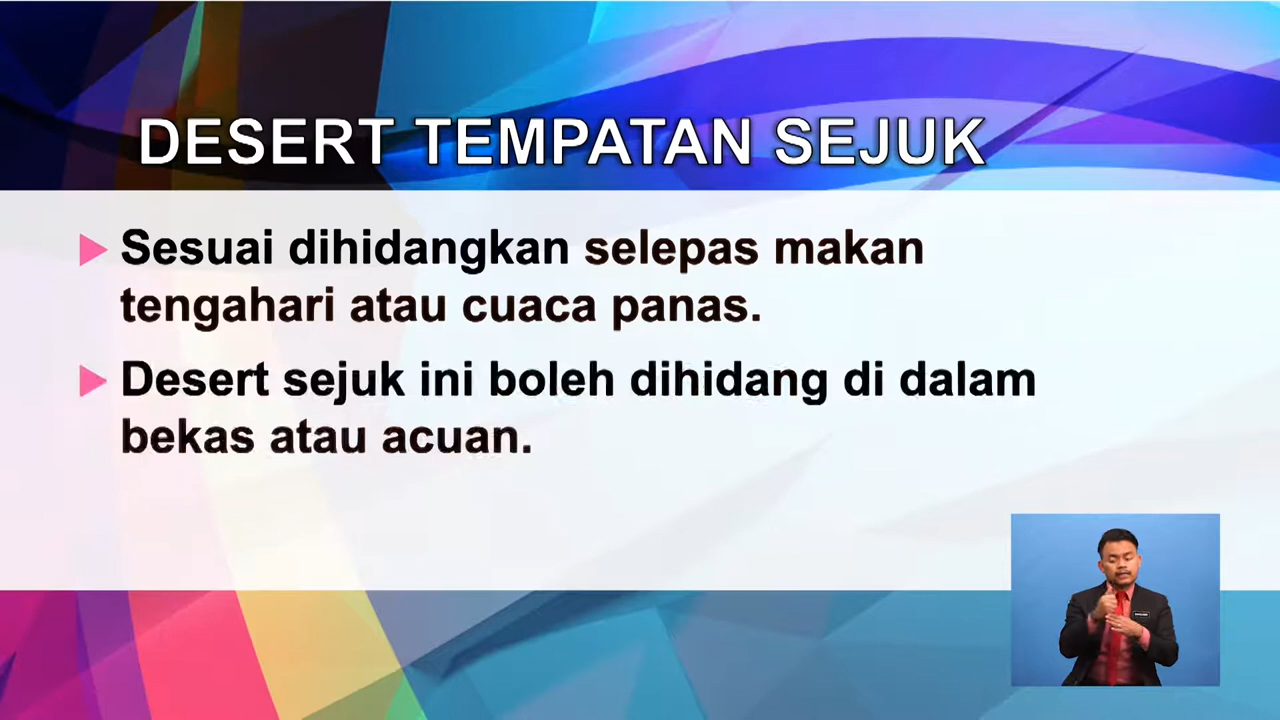 DESERT TEMPATAN SEJUK
Sesuai dihidangkan selepas makan
tengahari atau cuaca panas.
Desert sejuk ini boleh dihidang di dalam
bekas atau acuan.